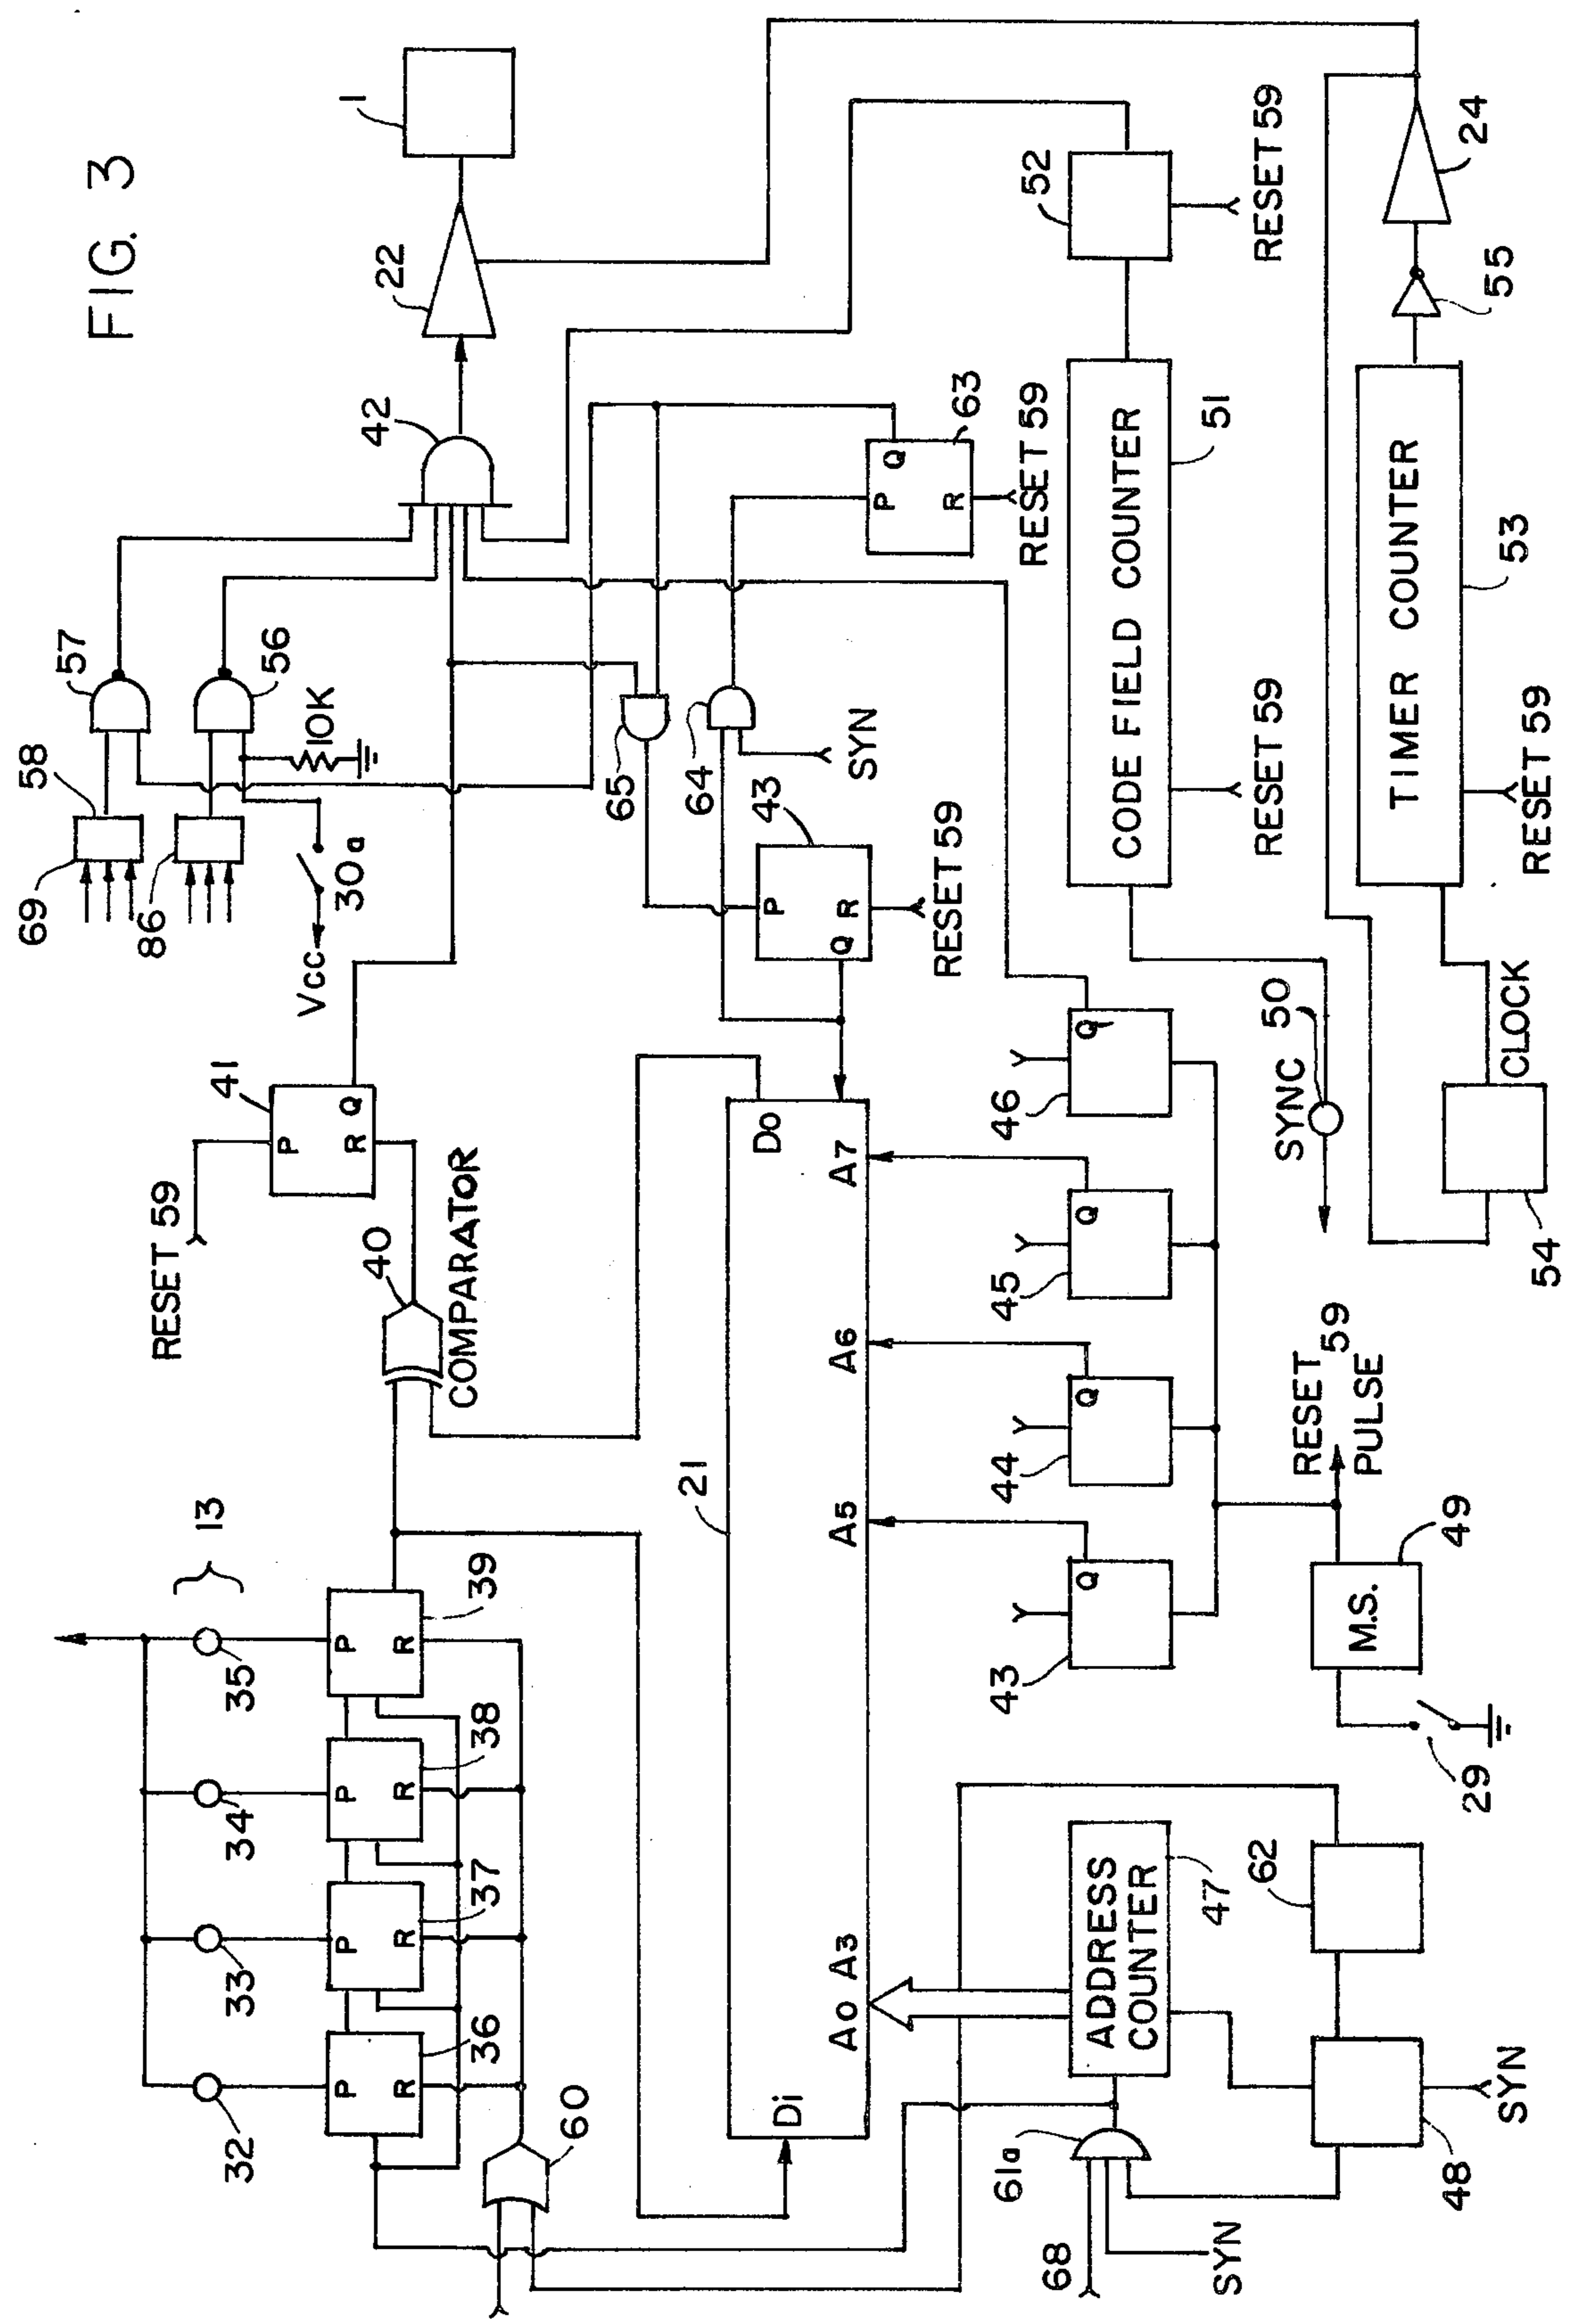 FIG. 3
13
32
33
34
35
P
P
P
P
R
R
R
R
36
37
38
39
60
RESET 59
41
P
R
Q
40
COMPARATOR
69
58
57
86
56
10K
30a
Vcc
42
22
1
65
64
SYN
43
P
Q
R
RESET 59
63
P
Q
R
RESET 59
21
Di
Do
A0
A3
A5
A6
A7
61a
68
SYN
ADDRESS
COUNTER
47
43
Q
44
Q
45
Q
46
Q
CODE FIELD COUNTER
51
RESET 59
52
RESET 59
48
SYN
62
29
M.S.
49
RESET 59
PULSE
SYNC 50
54
CLOCK
TIMER COUNTER
53
RESET 59
55
24